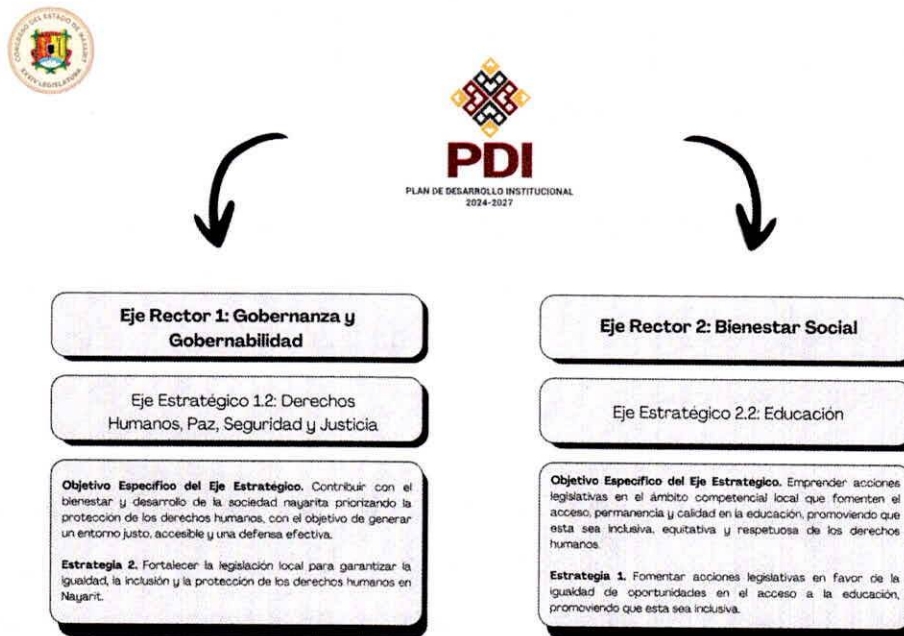 CONGRESO DEL ESTADO DE NAYARIT
XXXIV LEGISLATURA
PDI
PLAN DE DESARROLLO INSTITUCIONAL
2024-2027
Eje Rector 1: Gobernanza y
Gobernabilidad
Eje Estratégico 1.2: Derechos
Humanos, Paz, Seguridad y Justicia
Objetivo Específico del Eje Estratégico. Contribuir con el
bienestar y desarrollo de la sociedad nayarita priorizando la
protección de los derechos humanos, con el objetivo de generar
un entorno justo, accesible y una defensa efectiva.
Estrategia 2. Fortalecer la legislación local para garantizar la
igualdad, la inclusión y la protección de los derechos humanos en
Nayarit.
Eje Rector 2: Bienestar Social
Eje Estratégico 2.2: Educación
Objetivo Específico del Eje Estratégico. Emprender acciones
legislativas en el ámbito competencial local que fomenten el
acceso, permanencia y calidad en la educación, promoviendo que
esta sea inclusiva, equitativa y respetuosa de los derechos
humanos.
Estrategia 1. Fomentar acciones legislativas en favor de la
igualdad de oportunidades en el acceso a la educación,
promoviendo que esta sea inclusiva.